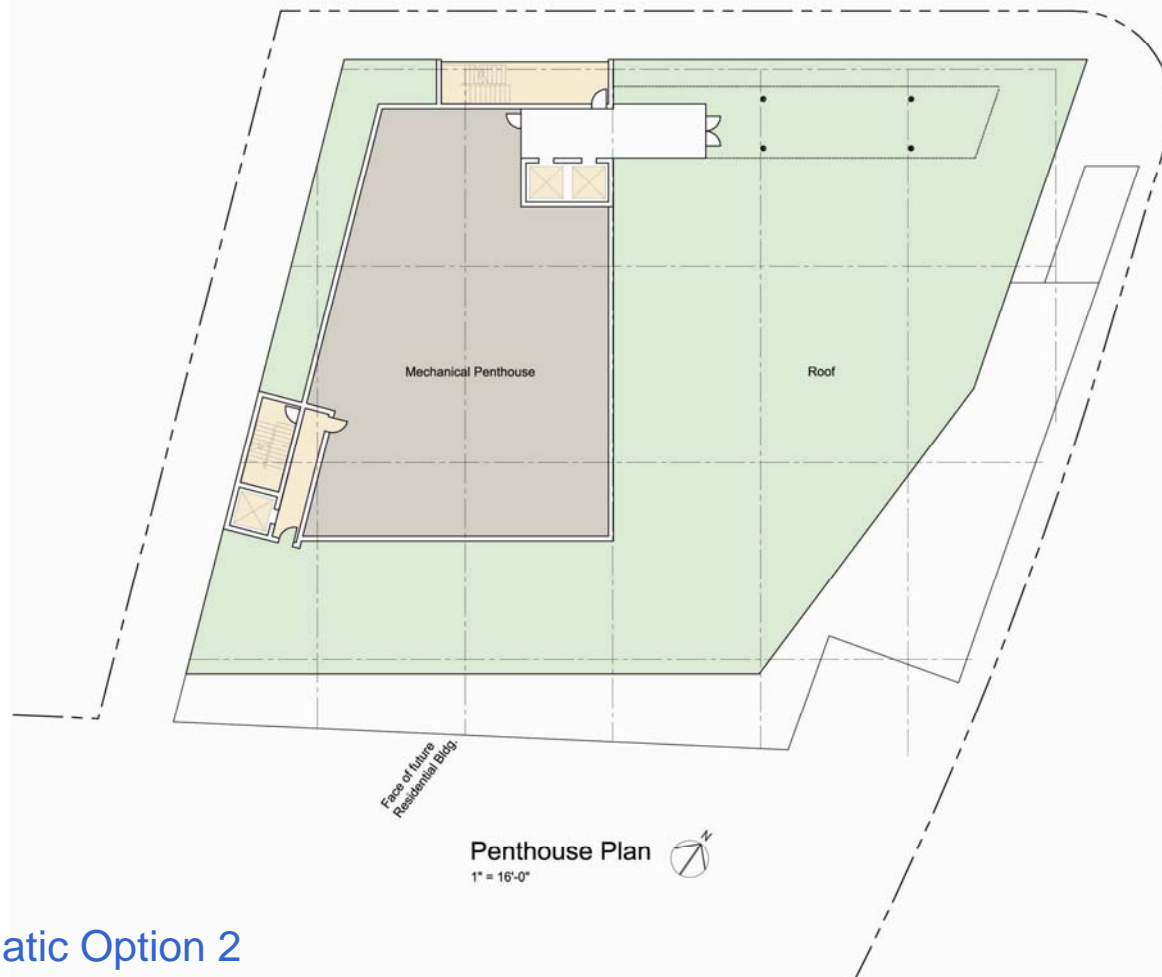 Mechanical Penthouse
Roof
Face of future
Residential Bldg.
Penthouse Plan
N
1" = 16'-0"
atic Option 2